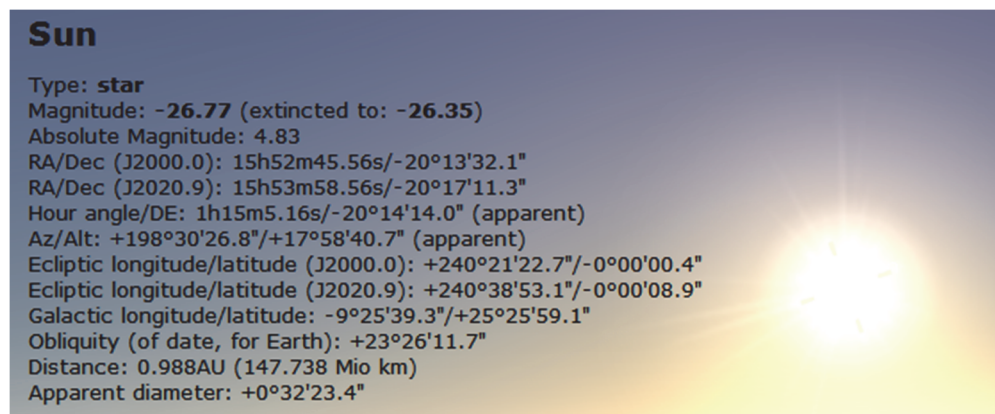 Sun
Type: star
Magnitude: -26.77 (extincted to: -26.35)
Absolute Magnitude: 4.83
RA/Dec (J2000.0): 15h52m45.56s/-20°13'32.1"
RA/Dec (J2020.9): 15h53m58.56s/-20°17'11.3"
Hour angle/DE: 1h15m5.16s/-20°14'14.0" (apparent)
Az/Alt: +198°30'26.8"/+17°58'40.7" (apparent)
Ecliptic longitude/latitude (J2000.0): +240°21'22.7"/-0°00'00.4"
Ecliptic longitude/latitude (J2020.9): +240°38'53.1"/-0°00'08.9"
Galactic longitude/latitude: -9°25'39.3"/+25°25'59.1"
Obliquity (of date, for Earth): +23°26'11.7"
Distance: 0.988AU (147.738 Mio km)
Apparent diameter: +0°32'23.4"